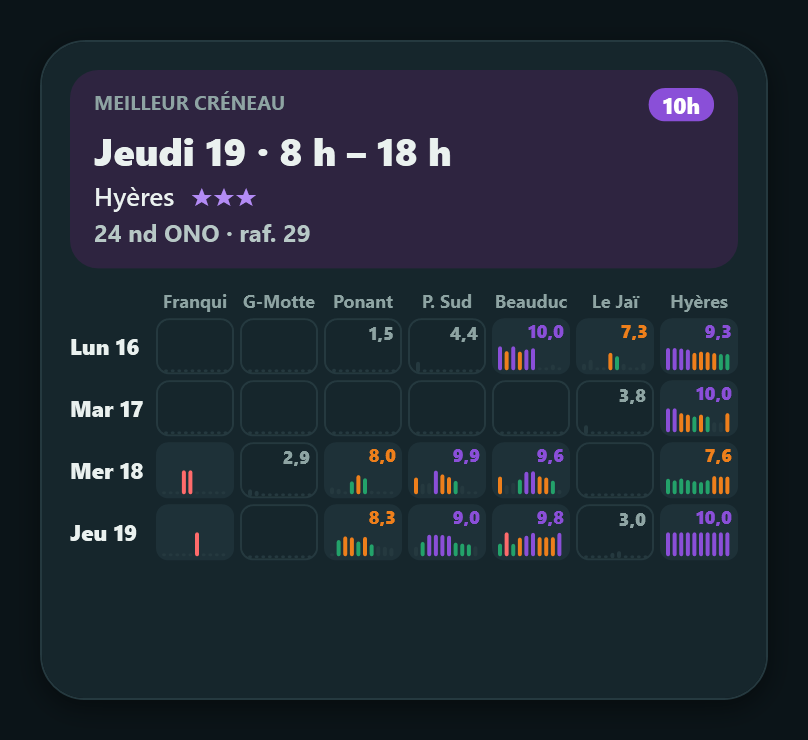 MEILLEUR CRÉNEAU 10h
Jeudi 19 · 8 h – 18 h
Hyères ★★★
24 nd ONO · raf. 29
Franqui G-Motte Ponant P. Sud Beauduc Le Jaï Hyères
Lun 16 1,5 4,4 10,0 7,3 9,3
Mar 17 3,8 10,0
Mer 18 2,9 8,0 9,9 9,6 7,6
Jeu 19 8,3 9,0 9,8 3,0 10,0